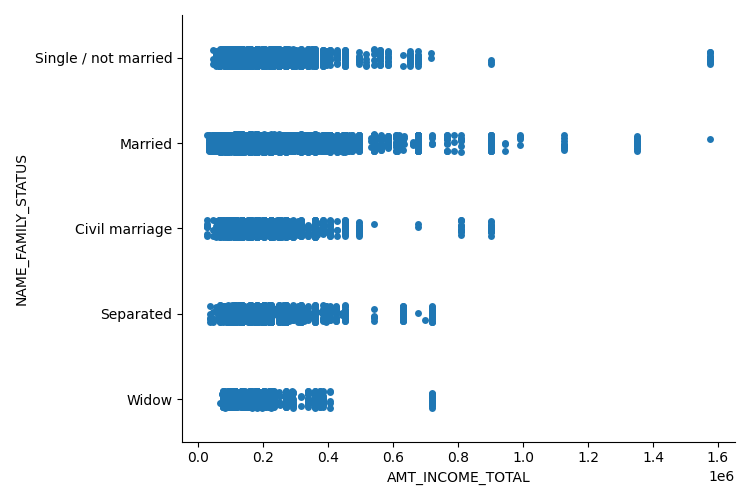 Single / not married
Married
Civil marriage
Separated
Widow
NAME_FAMILY_STATUS
0.0 0.2 0.4 0.6 0.8 1.0 1.2 1.4 1.6
1e6
AMT_INCOME_TOTAL